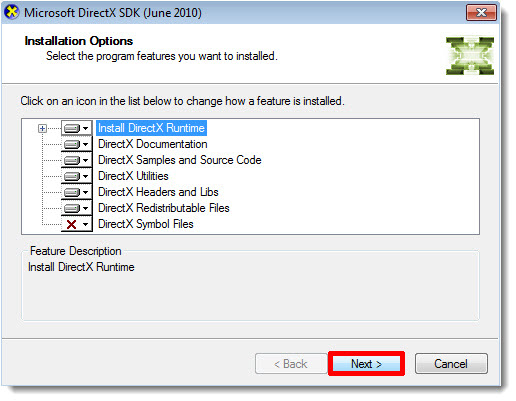 Microsoft DirectX SDK (June 2010)
Installation Options
Select the program features you want to installed.
Click on an icon in the list below to change how a feature is installed.
Install DirectX Runtime
DirectX Documentation
DirectX Samples and Source Code
DirectX Utilities
DirectX Headers and Libs
DirectX Redistributable Files
DirectX Symbol Files
Feature Description
Install DirectX Runtime
< Back Next > Cancel